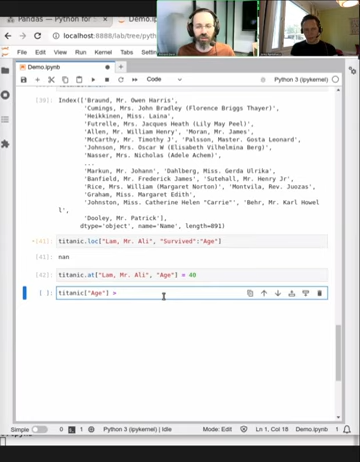 Pandas — Python for
Demo.ip
localhost:8888/lab/tree/pyth
File Edit View Run Kernel Tabs Settings Help
Demo.ipynb
Code
Python 3 (ipykernel)
[39]: Index(['Braund, Mr. Owen Harris',
'Cumings, Mrs. John Bradley (Florence Briggs Thayer)',
'Heikkinen, Miss. Laina',
'Futrelle, Mrs. Jacques Heath (Lily May Peel)',
'Allen, Mr. William Henry', 'Moran, Mr. James',
'McCarthy, Mr. Timothy J', 'Palsson, Master. Gosta Leonard',
'Johnson, Mrs. Oscar W (Elisabeth Vilhelmina Berg)',
'Nasser, Mrs. Nicholas (Adele Achem)',
...
'Markun, Mr. Johann', 'Dahlberg, Miss. Gerda Ulrika',
'Banfield, Mr. Frederick James', 'Sutehall, Mr. Henry Jr',
'Rice, Mrs. William (Margaret Norton)', 'Montvila, Rev. Juozas',
'Graham, Miss. Margaret Edith',
'Johnston, Miss. Catherine Helen "Carrie"', 'Behr, Mr. Karl Howel
l',
'Dooley, Mr. Patrick'],
dtype='object', name='Name', length=891)
[41]: titanic.loc["Lam, Mr. Ali", "Survived":"Age"]
[41]: nan
[42]: titanic.at["Lam, Mr. Ali", "Age"] = 40
[ ]: titanic["Age"] >
Simple 0 1 Python 3 (ipykernel) | Idle Mode: Edit Ln 1, Col 18 Demo.ipynb 1